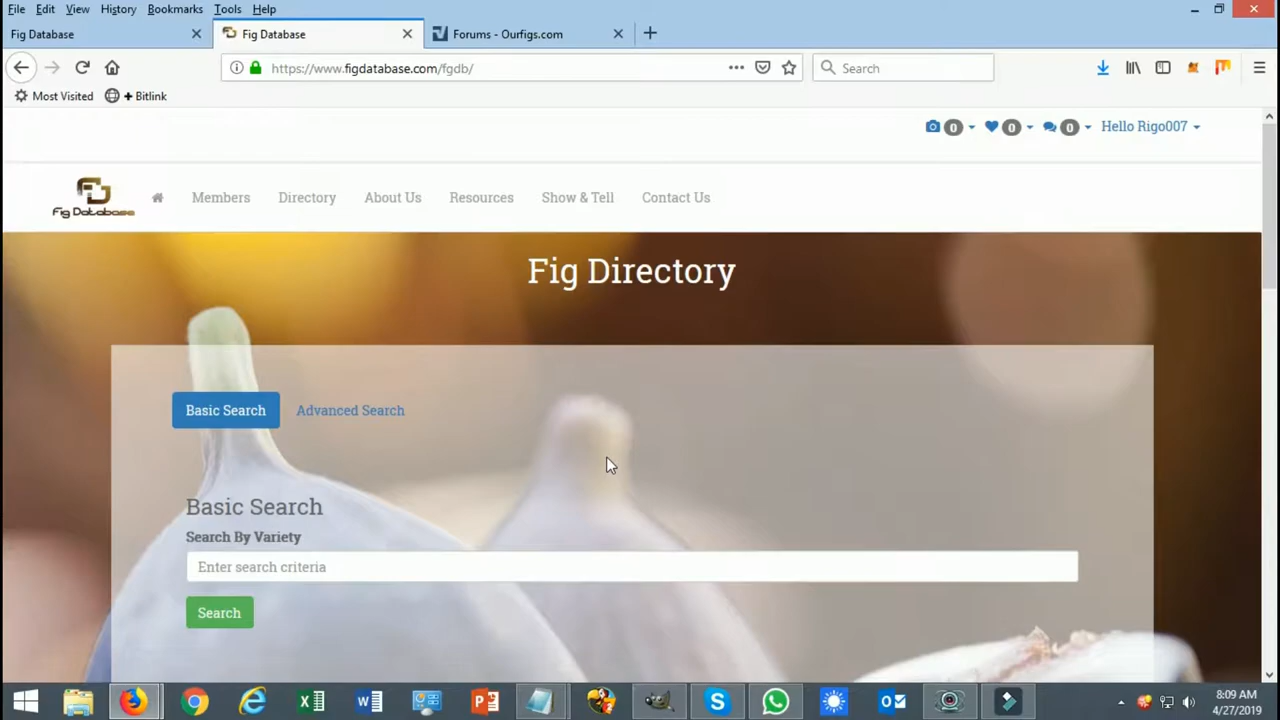 File Edit View History Bookmarks Tools Help
Fig Database
Fig Database
Forums - Ourfigs.com
https://www.figdatabase.com/fgdb/
Search
Most Visited
Bitlink
0
0
0
Hello Rigo007
Fig Database
Members
Directory
About Us
Resources
Show & Tell
Contact Us
Fig Directory
Basic Search
Advanced Search
Basic Search
Search By Variety
Enter search criteria
Search
8:09 AM
4/27/2019